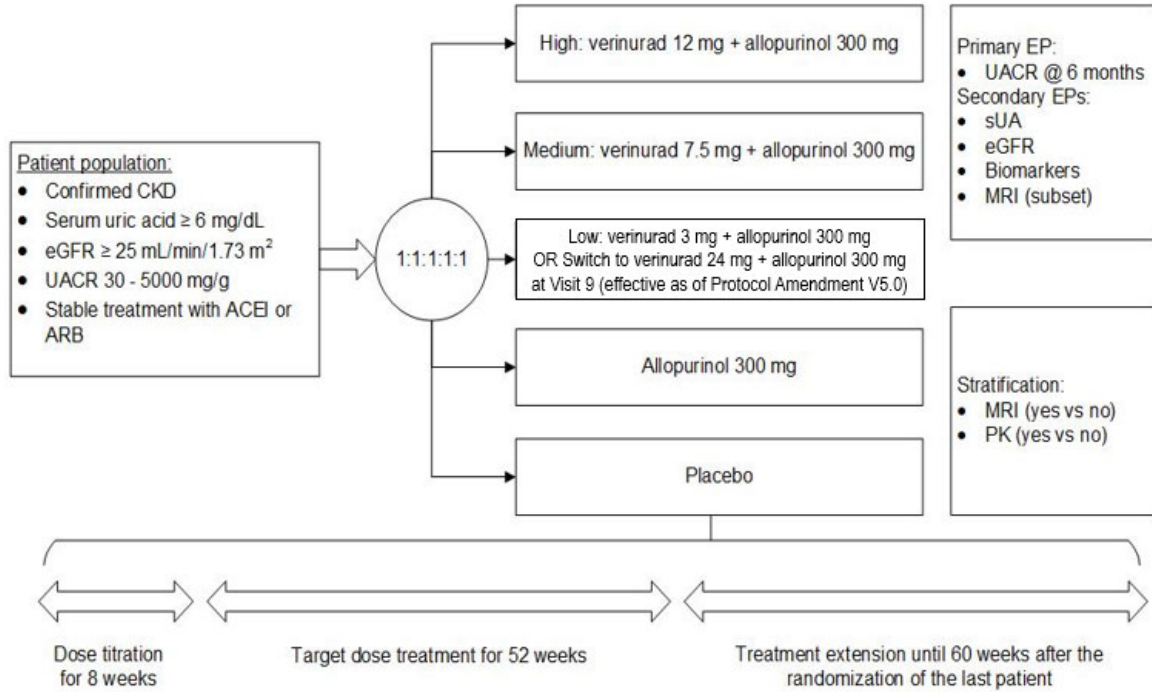 Patient population:
• Confirmed CKD
• Serum uric acid ≥ 6 mg/dL
• eGFR ≥ 25 mL/min/1.73 m²
• UACR 30 - 5000 mg/g
• Stable treatment with ACEI or
ARB
1:1:1:1:1
High: verinurad 12 mg + allopurinol 300 mg
Medium: verinurad 7.5 mg + allopurinol 300 mg
Low: verinurad 3 mg + allopurinol 300 mg
OR Switch to verinurad 24 mg + allopurinol 300 mg
at Visit 9 (effective as of Protocol Amendment V5.0)
Allopurinol 300 mg
Placebo
Primary EP:
• UACR @ 6 months
Secondary EPs:
• sUA
• eGFR
• Biomarkers
• MRI (subset)
Stratification:
• MRI (yes vs no)
• PK (yes vs no)
Dose titration
for 8 weeks
Target dose treatment for 52 weeks
Treatment extension until 60 weeks after the
randomization of the last patient